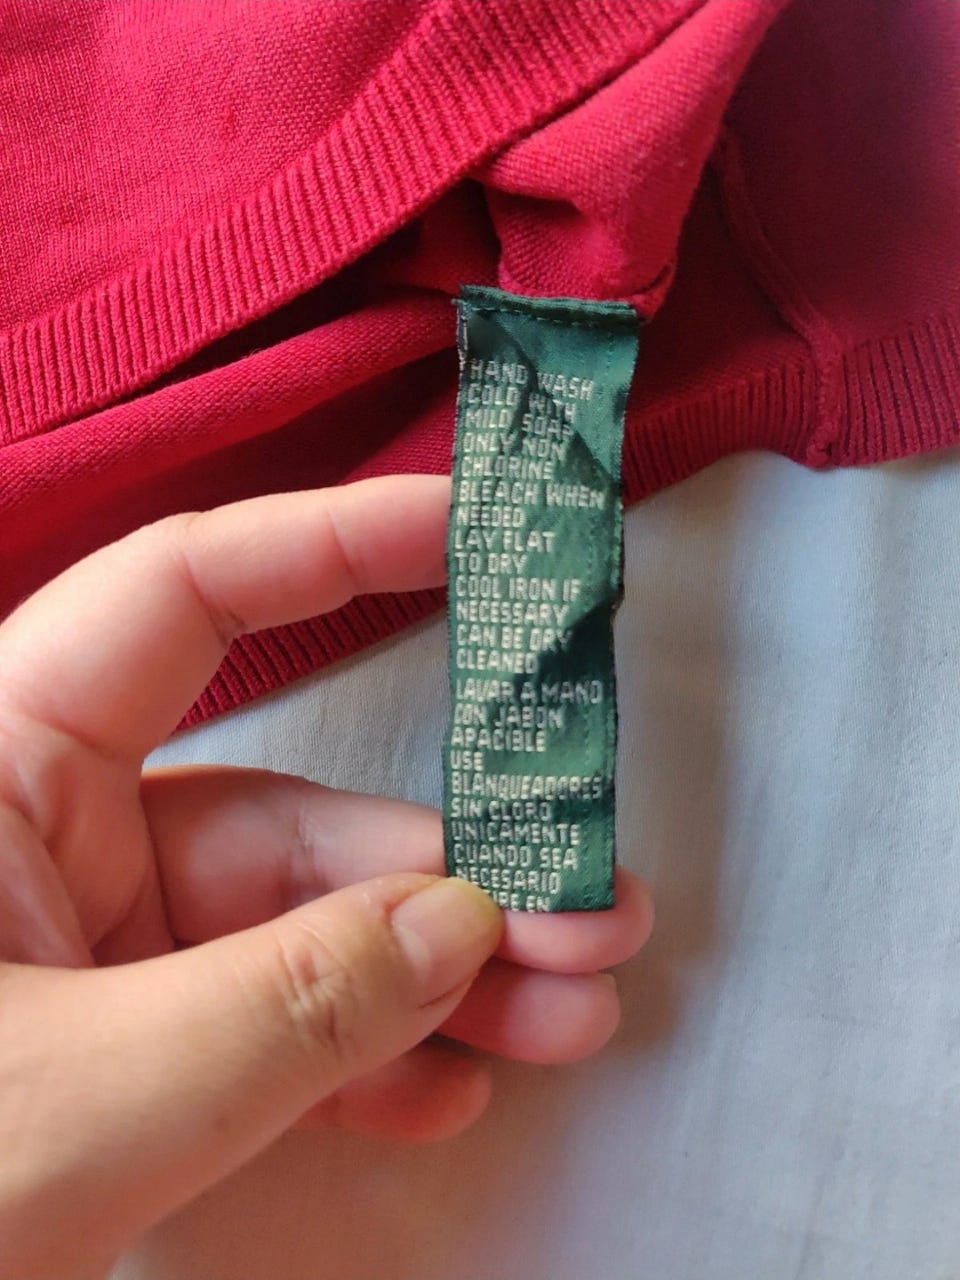 HAND WASH
COLD WITH
MILD SOAP
ONLY NON
CHLORINE
BLEACH WHEN
NEEDED
LAY FLAT
TO DRY
COOL IRON IF
NECESSARY
CAN BE DRY
CLEANED
LAVAR A MANO
CON JABON
APACIBLE
USE
BLANQUEADORES
SIN CLORO
UNICAMENTE
CUANDO SEA
NECESARIO
EN